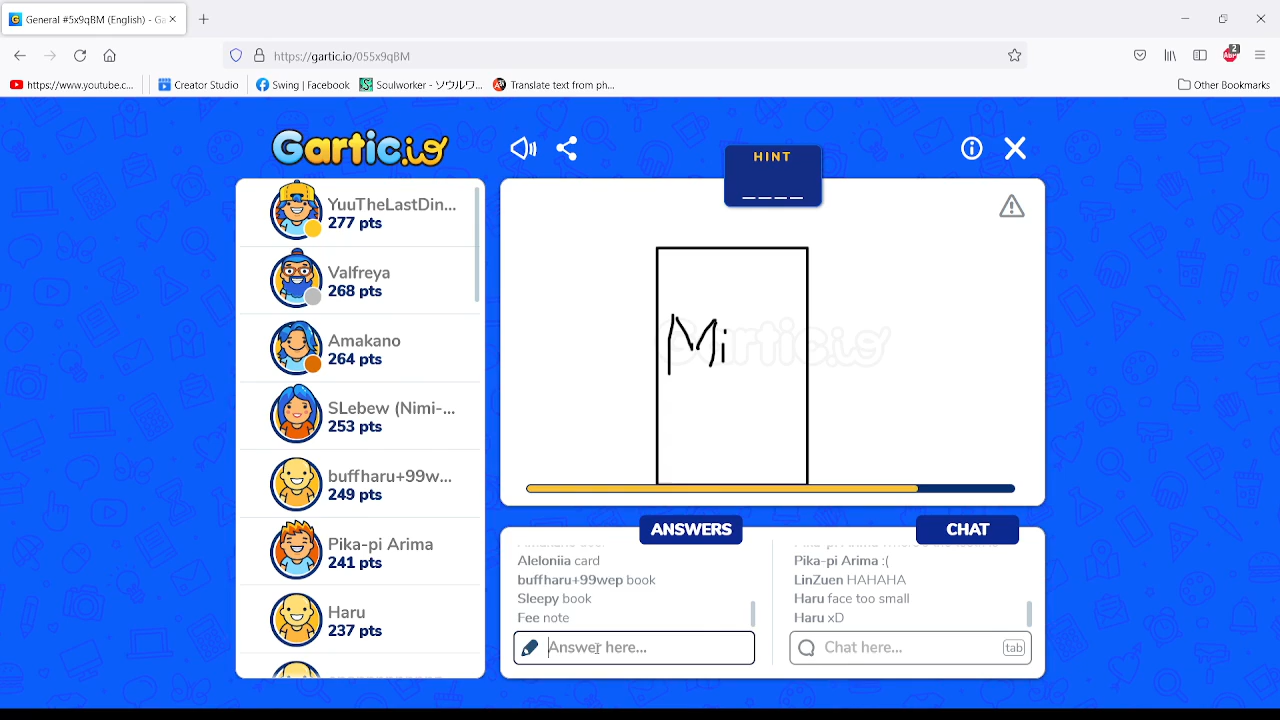 General #5x9qBM (English) - Ga
https://gartic.io/055x9qBM
2
https://www.youtube.c...
Creator Studio
Swing | Facebook
Soulworker - ソウルワ...
Translate text from ph...
Other Bookmarks
Gartic.io
HINT
YuuTheLastDin...
277 pts
Valfreya
268 pts
Amakano
264 pts
SLebew (Nimi-...
253 pts
buffharu+99w...
249 pts
Pika-pi Arima
241 pts
Haru
237 pts
Mi
Gartic.io
ANSWERS
Aleloniia card
buffharu+99wep book
Sleepy book
Fee note
Answer here...
CHAT
Pika-pi Arima :(
LinZuen HAHAHA
Haru face too small
Haru xD
Chat here...
tab